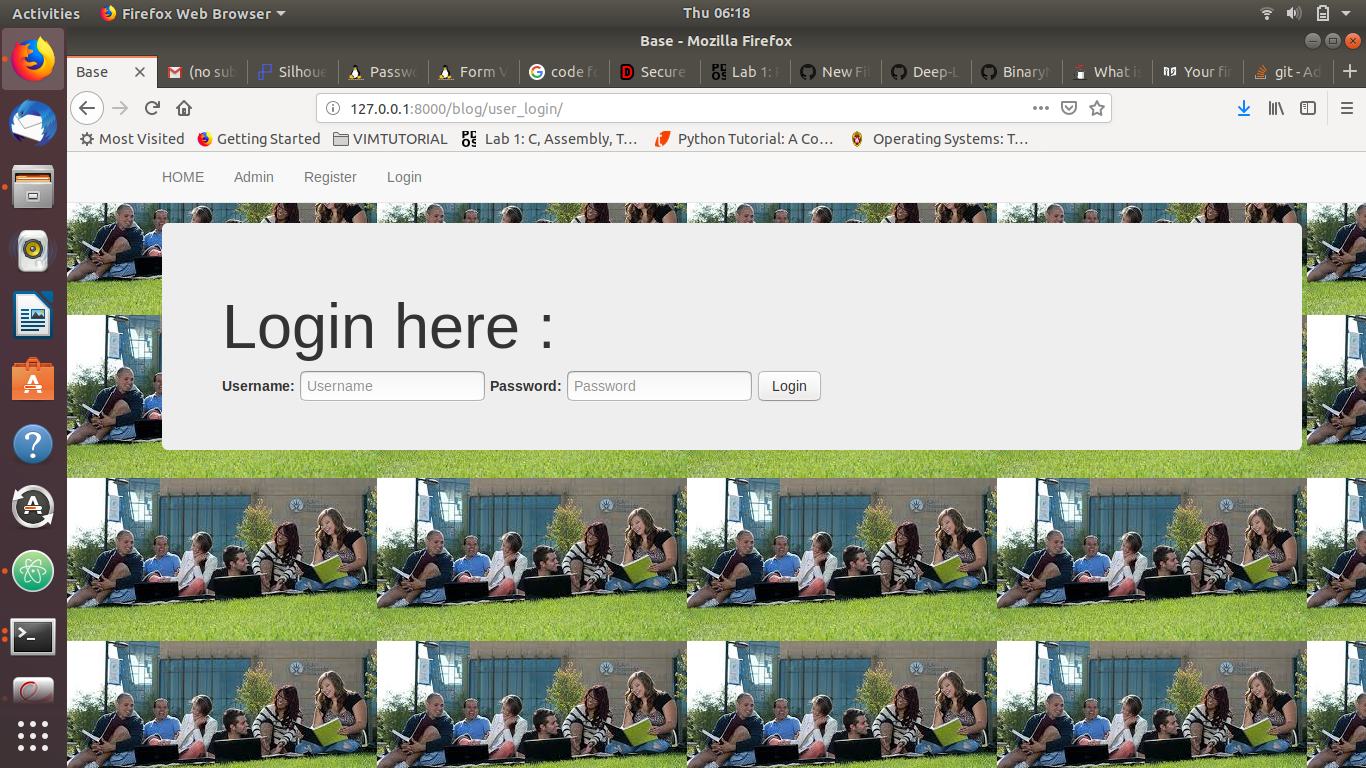 Activities Firefox Web Browser Thu 06:18
Base - Mozilla Firefox
Base (no sub Silhoue Passwo Form V code fo Secure Lab 1: New Fi Deep-L Binary What is Your fir git - Ad
127.0.0.1:8000/blog/user_login/
Most Visited Getting Started VIMTUTORIAL Lab 1: C, Assembly, T… Python Tutorial: A Co… Operating Systems: T…
HOME Admin Register Login
Login here :
Username: Username Password: Password Login